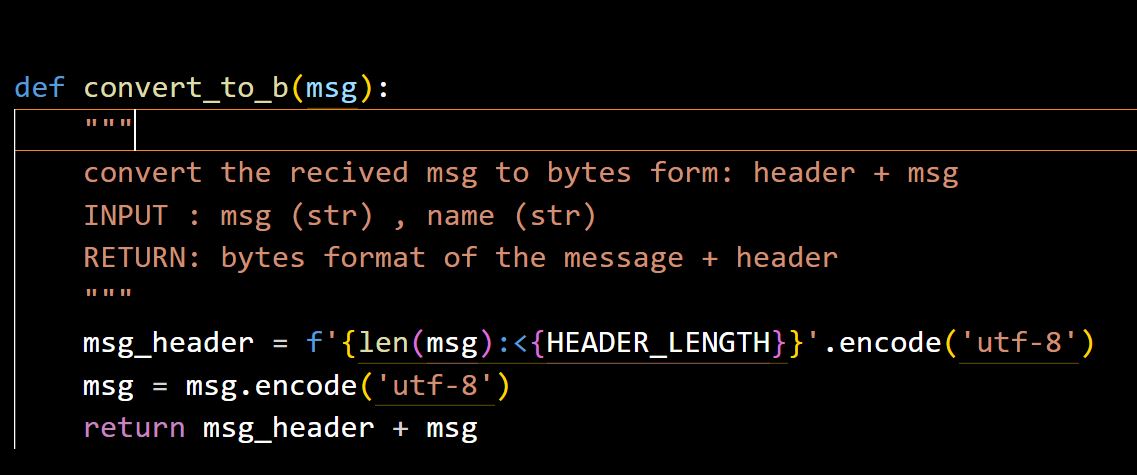 def convert_to_b(msg):
"""
convert the recived msg to bytes form: header + msg
INPUT : msg (str) , name (str)
RETURN: bytes format of the message + header
"""
msg_header = f'{len(msg):<{HEADER_LENGTH}}'.encode('utf-8')
msg = msg.encode('utf-8')
return msg_header + msg